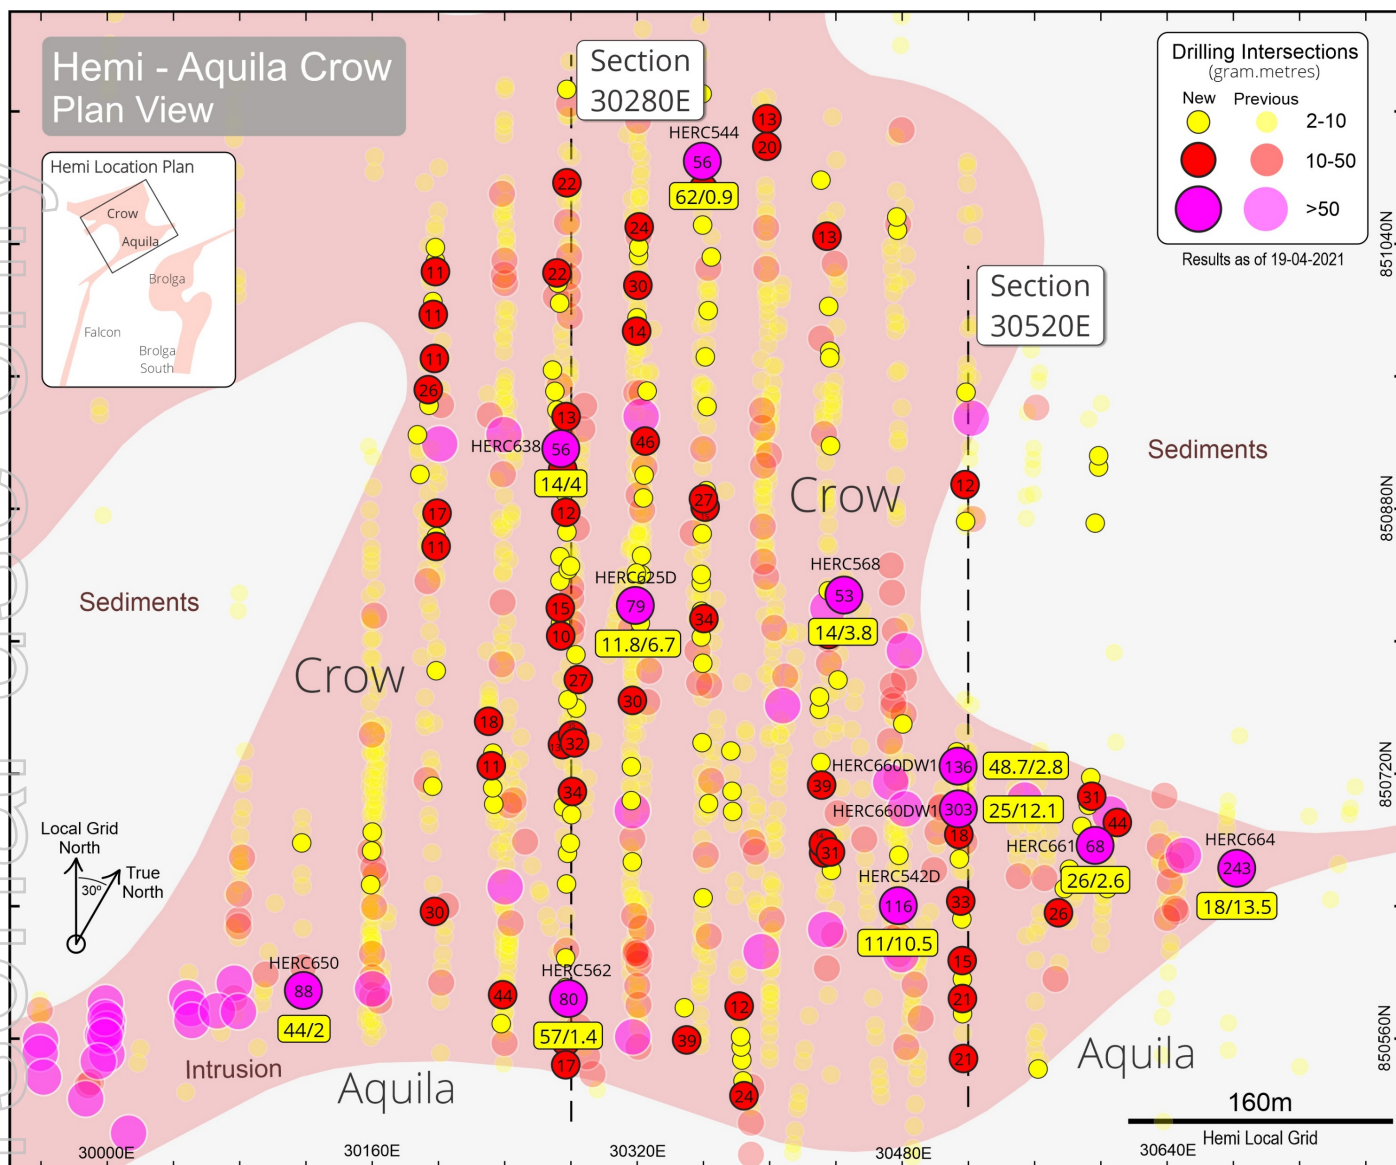 Hemi - Aquila Crow
Plan View
Section
30280E
Drilling Intersections
(gram.metres)
New Previous
2-10
10-50
>50
Results as of 19-04-2021
Hemi Location Plan
Crow
Aquila
Brolga
Falcon
Brolga
South
HERC544
56
62/0.9
13
20
22
24
13
11
22
30
11
14
11
26
Section
30520E
851040N
13
HERC638
56
14/4
46
Crow
Sediments
12
27
17
12
11
850880N
HERC568
53
14/3.8
HERC625D
79
11.8/6.7
Sediments
15
10
34
Crow
27
30
18
32
11
34
39
HERC660DW1
136
48.7/2.8
HERC660DW1
303
25/12.1
18
31
44
HERC661
68
26/2.6
850720N
31
HERC664
243
18/13.5
HERC542D
116
11/10.5
33
26
30
Local Grid
North
True
North
30º
15
HERC650
88
44/2
44
HERC562
80
57/1.4
12
21
39
17
21
24
Intrusion
Aquila
Aquila
850560N
160m
Hemi Local Grid
30000E
30160E
30320E
30480E
30640E